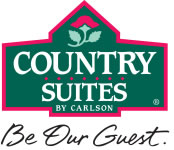 COUNTRY
SUITES
BY CARLSON
®
Be Our Guest.